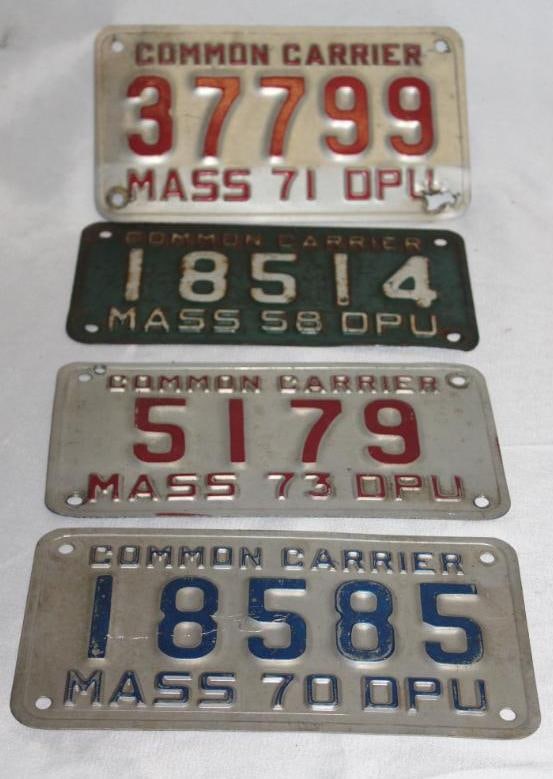 COMMON CARRIER
37799
MASS 71 DPU
COMMON CARRIER
18514
MASS 58 DPU
COMMON CARRIER
5179
MASS 73 DPU
COMMON CARRIER
18585
MASS 70 DPU